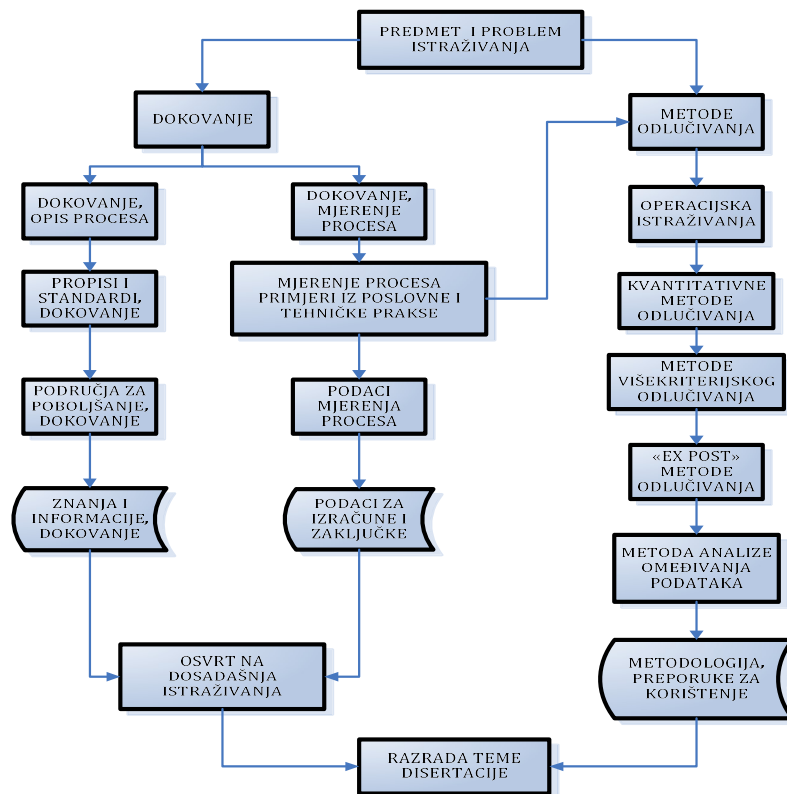 PREDMET I PROBLEM
ISTRAŽIVANJA
DOKOVANJE
METODE
ODLUČIVANJA
DOKOVANJE,
OPIS PROCESA
DOKOVANJE,
MJERENJE
PROCESA
OPERACIJSKA
ISTRAŽIVANJA
PROPISI I
STANDARDI,
DOKOVANJE
MJERENJE PROCESA
PRIMJERI IZ POSLOVNE I
TEHNIČKE PRAKSE
KVANTITATIVNE
METODE
ODLUČIVANJA
PODRUČJA ZA
POBOLJŠANJE,
DOKOVANJE
PODACI
MJERENJA
PROCESA
METODE
VIŠEKRITERIJSKOG
ODLUČIVANJA
«EX POST»
METODE
ODLUČIVANJA
ZNANJA I
INFORMACIJE,
DOKOVANJE
PODACI ZA
IZRAČUNE I
ZAKLJUČKE
METODA ANALIZE
OMEĐIVANJA
PODATAKA
OSVRT NA
DOSADAŠNJA
ISTRAŽIVANJA
METODOLOGIJA,
PREPORUKE ZA
KORIŠTENJE
RAZRADA TEME
DISERTACIJE